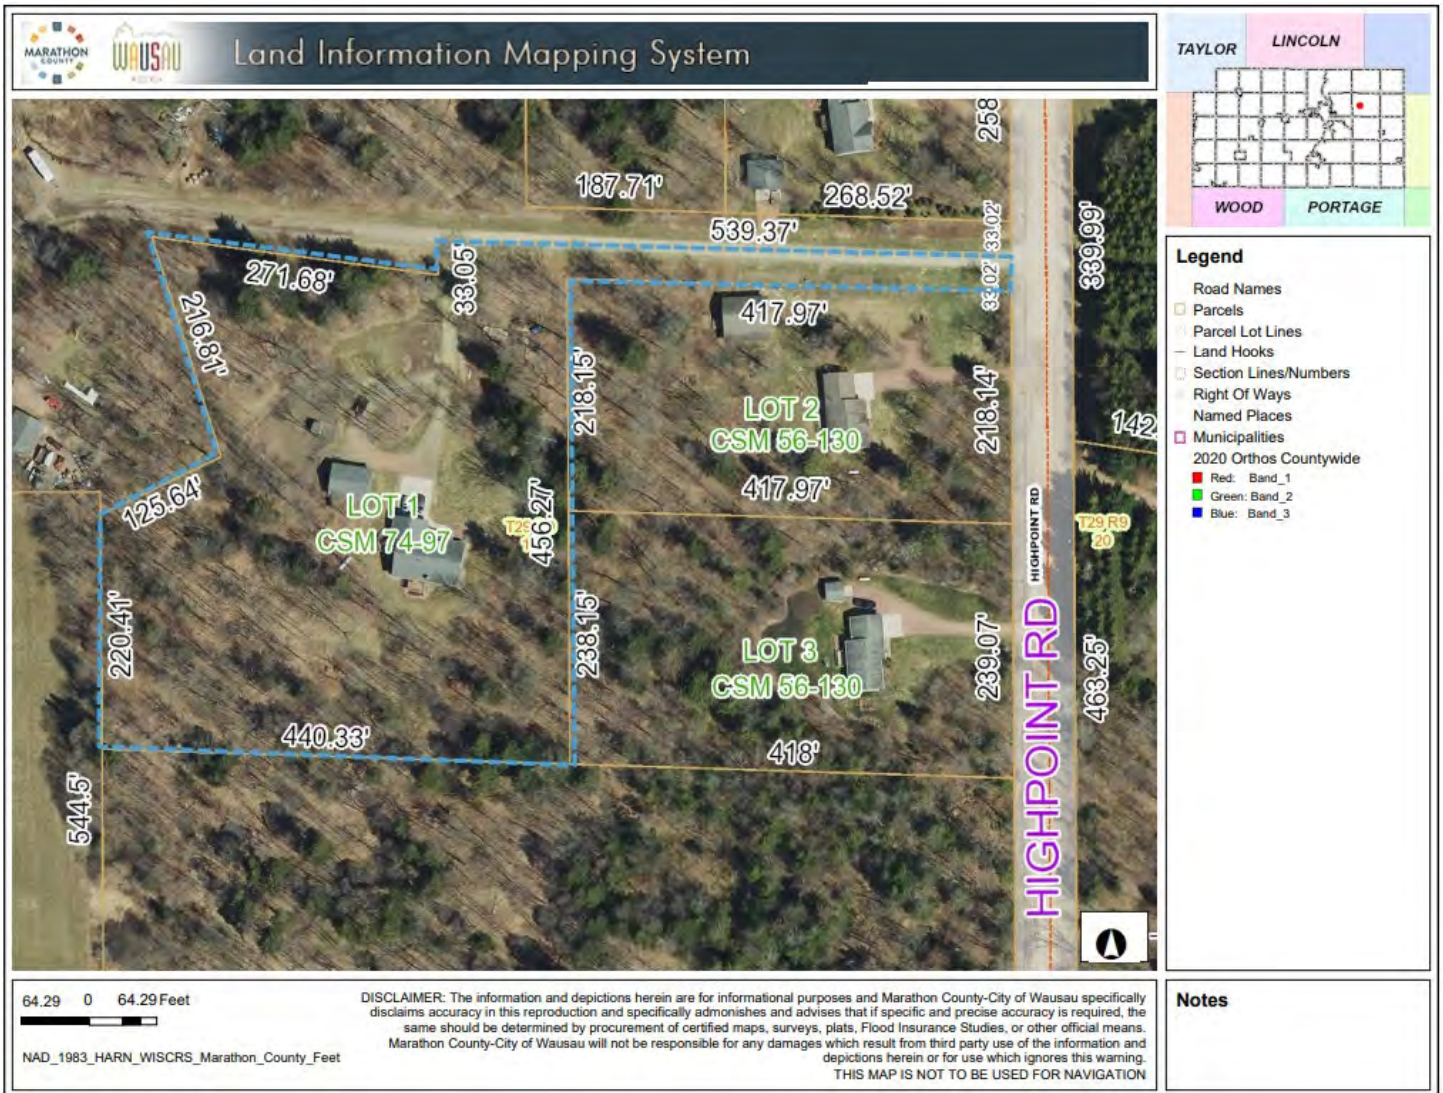 MARATHON
COUNTY
WAUSAU
Land Information Mapping System
TAYLOR
LINCOLN
WOOD
PORTAGE
258
187.71'
268.52'
539.37'
33.02'
33.02'
339.99'
271.68'
33.05
216.81'
417.97'
218.15'
LOT 2
CSM 56-130
218.14'
142.
417.97'
125.64'
LOT 1
CSM 74-97
456.27'
T29
HIGHPOINT RD
T29 R9
20
220.41'
238.15'
LOT 3
CSM 56-130
239.07'
HIGHPOINT RD
463.25'
440.33'
418'
544.5'
Legend
Road Names
Parcels
Parcel Lot Lines
Land Hooks
Section Lines/Numbers
Right Of Ways
Named Places
Municipalities
2020 Orthos Countywide
Red: Band_1
Green: Band_2
Blue: Band_3
64.29 0 64.29 Feet
NAD_1983_HARN_WISCRS_Marathon_County_Feet
DISCLAIMER: The information and depictions herein are for informational purposes and Marathon County-City of Wausau specifically
disclaims accuracy in this reproduction and specifically admonishes and advises that if specific and precise accuracy is required, the
same should be determined by procurement of certified maps, surveys, plats, Flood Insurance Studies, or other official means.
Marathon County-City of Wausau will not be responsible for any damages which result from third party use of the information and
depictions herein or for use which ignores this warning.
THIS MAP IS NOT TO BE USED FOR NAVIGATION
Notes